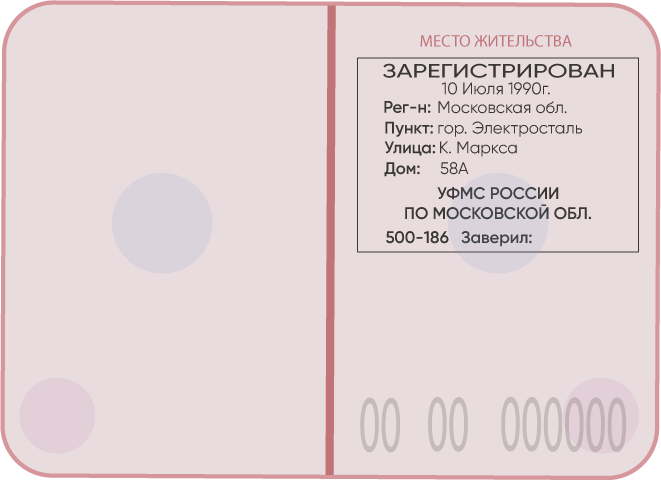 МЕСТО ЖИТЕЛЬСТВА
ЗАРЕГИСТРИРОВАН
10 Июля 1990г.
Рег-н: Московская обл.
Пункт: гор. Электросталь
Улица: К. Маркса
Дом: 58А
УФМС РОССИИ
ПО МОСКОВСКОЙ ОБЛ.
500-186 Заверил:
00 00 000000